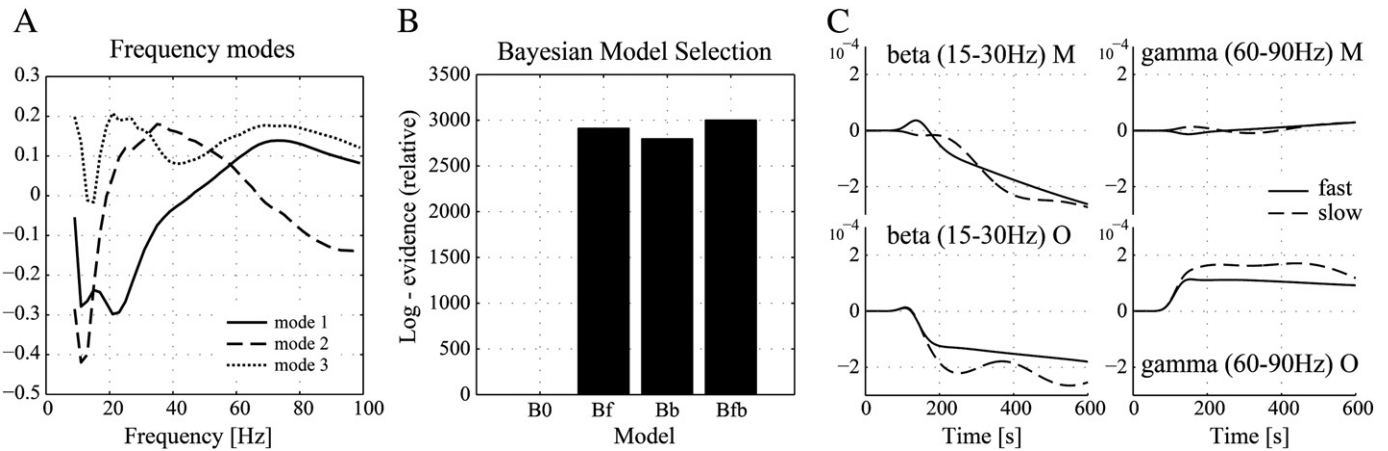 A
Frequency modes
0.3
0.2
0.1
0
−0.1
−0.2
−0.3
−0.4
−0.5
mode 1
mode 2
mode 3
0 20 40 60 80 100
Frequency [Hz]
B
Bayesian Model Selection
Log - evidence (relative)
3500
3000
2500
2000
1500
1000
500
0
B0 Bf Bb Bfb
Model
C
10⁻⁴
beta (15-30Hz) M
2
0
−2
10⁻⁴
gamma (60-90Hz) M
2
0
−2
fast
slow
10⁻⁴
beta (15-30Hz) O
2
0
−2
0 200 400 600
Time [s]
10⁻⁴
2
0
−2
gamma (60-90Hz) O
0 200 400 600
Time [s]